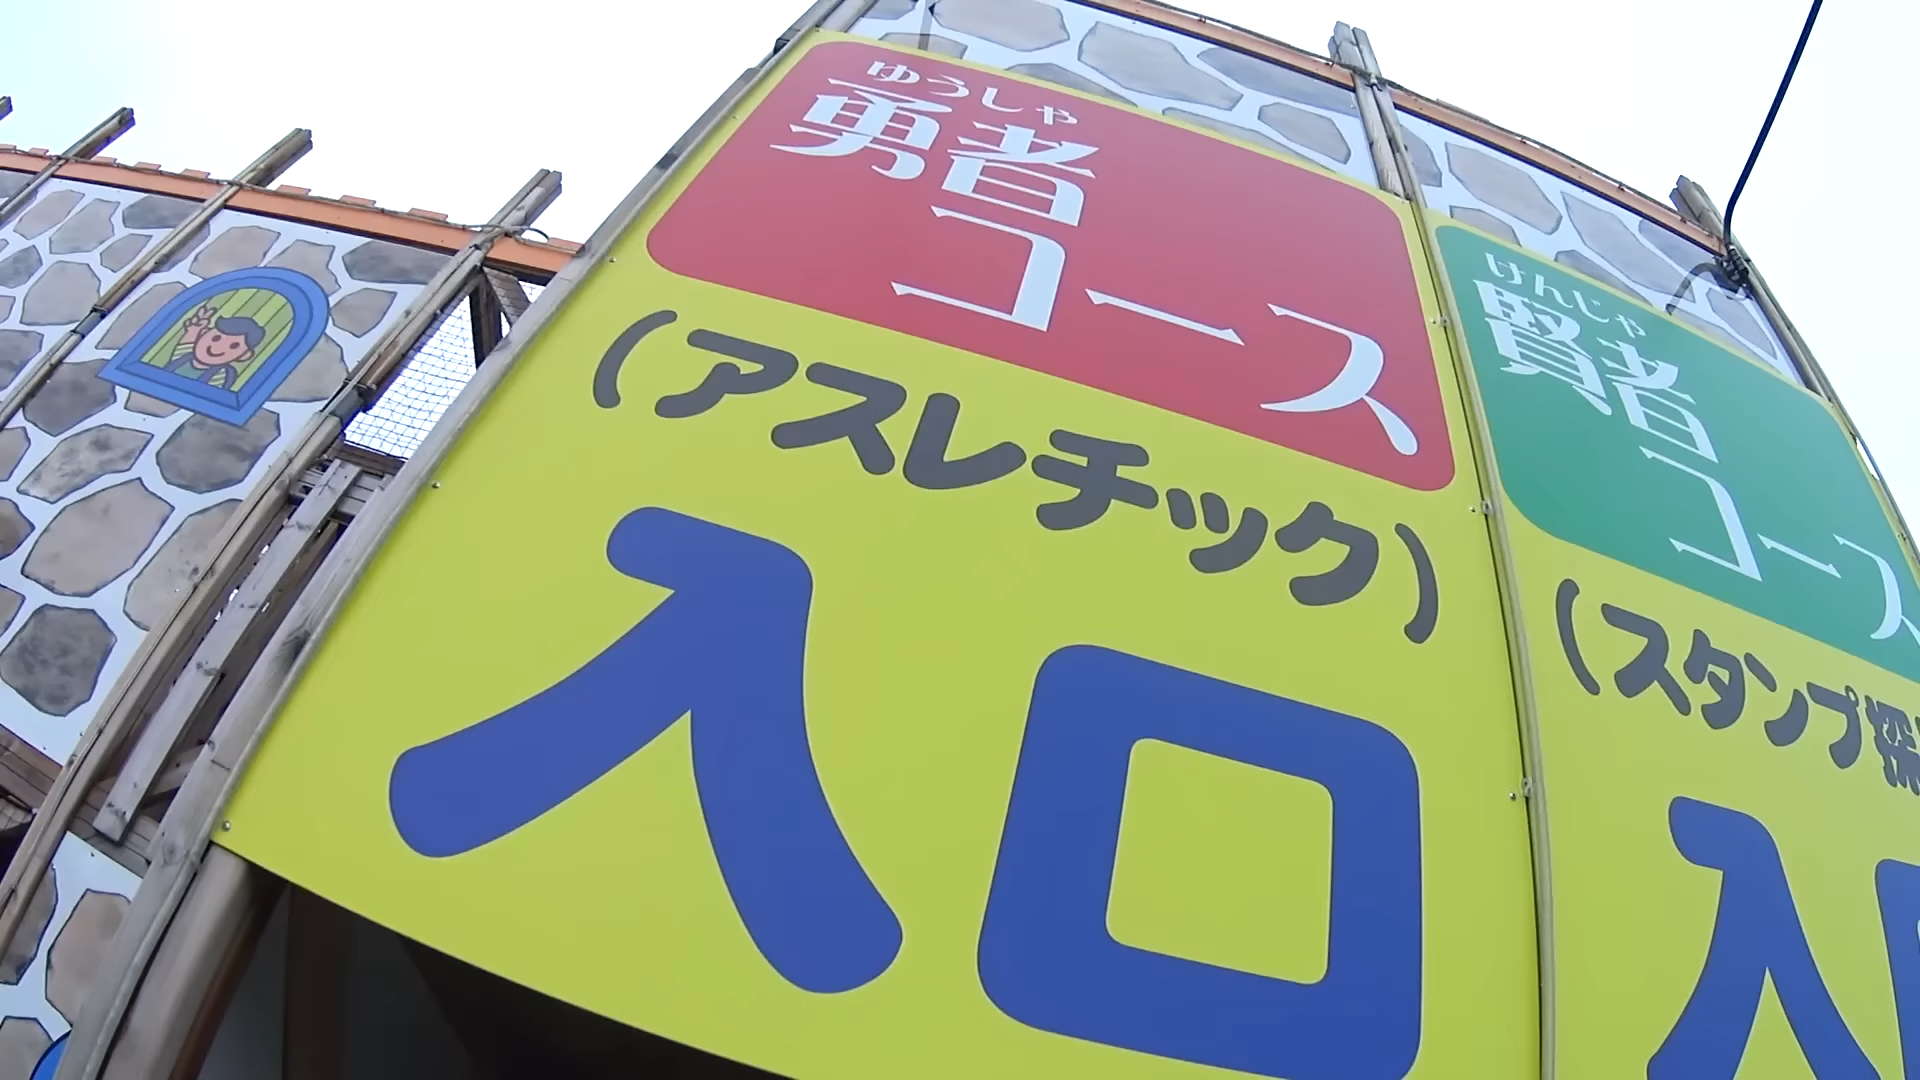 ゆうしゃ
勇者
コース
(アスレチック)
入口
けんじゃ
賢者
コース
(スタンプ探
入